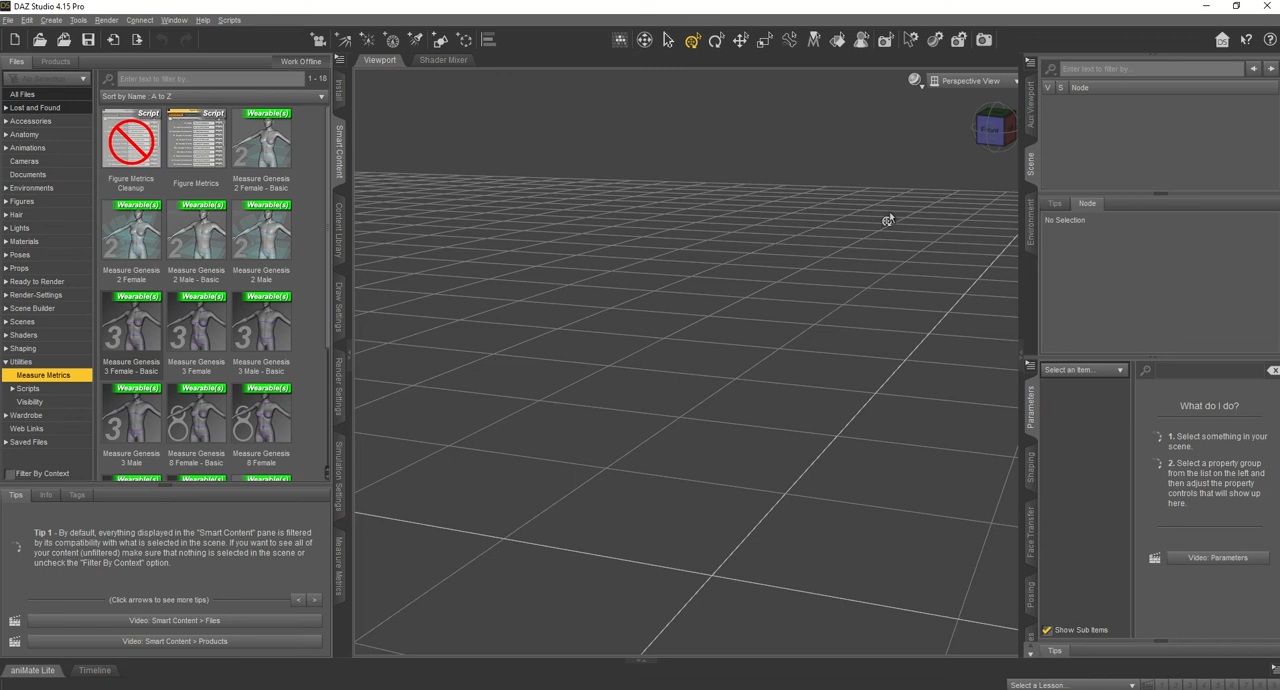 DAZ Studio 4.15 Pro
File Edit Create Tools Render Connect Window Help Scripts
Files Products Work Offline
No Selection
Enter text to filter by... 1 - 18
Sort by Name : A to Z
All Files
Lost and Found
Accessories
Anatomy
Animations
Cameras
Documents
Environments
Figures
Hair
Lights
Materials
Poses
Props
Ready to Render
Render-Settings
Scene Builder
Scenes
Shaders
Shaping
Utilities
Measure Metrics
Scripts
Visibility
Wardrobe
Web Links
Saved Files
Filter By Context
Script
Figure Metrics
Cleanup
Script
Figure Metrics
Wearable(s)
2
Measure Genesis
2 Female - Basic
Wearable(s)
2
Measure Genesis
2 Female
Wearable(s)
2
Measure Genesis
2 Male - Basic
Wearable(s)
2
Measure Genesis
2 Male
Wearable(s)
3
Measure Genesis
3 Female - Basic
Wearable(s)
3
Measure Genesis
3 Female
Wearable(s)
3
Measure Genesis
3 Male - Basic
Wearable(s)
3
Measure Genesis
3 Male
Wearable(s)
8
Measure Genesis
8 Female - Basic
Wearable(s)
8
Measure Genesis
8 Female
Wearable(s) Wearable(s) Wearable(s)
Tips Info Tags
Tip 1 - By default, everything displayed in the "Smart Content" pane is filtered
by its compatibility with what is selected in the scene. If you want to see all of
your content (unfiltered) make sure that nothing is selected in the scene or
uncheck the "Filter By Context" option.
(Click arrows to see more tips) < >
Video: Smart Content > Files
Video: Smart Content > Products
aniMate Lite Timeline
Install
Smart Content
Content Library
Draw Settings
Render Settings
Simulation Settings
Measure Metrics
Viewport Shader Mixer
Perspective View
Front
Aux Viewport
Scene
Environment
Enter text to filter by...
V S Node
Tips Node
No Selection
Parameters
Shaping
Face Transfer
Posing
Select an Item...
What do I do?
1. Select something in your
scene.
2. Select a property group
from the list on the left and
then adjust the property
controls that will show up
here.
Video: Parameters
Show Sub Items
Tips
Select a Lesson...